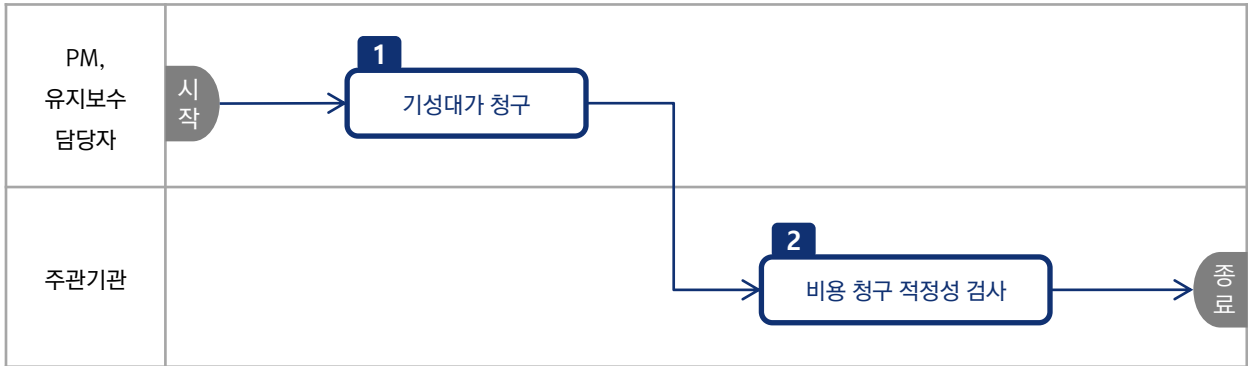 PM,
유지보수
담당자
시
작
1
기성대가 청구
주관기관
2
비용 청구 적정성 검사
종
료